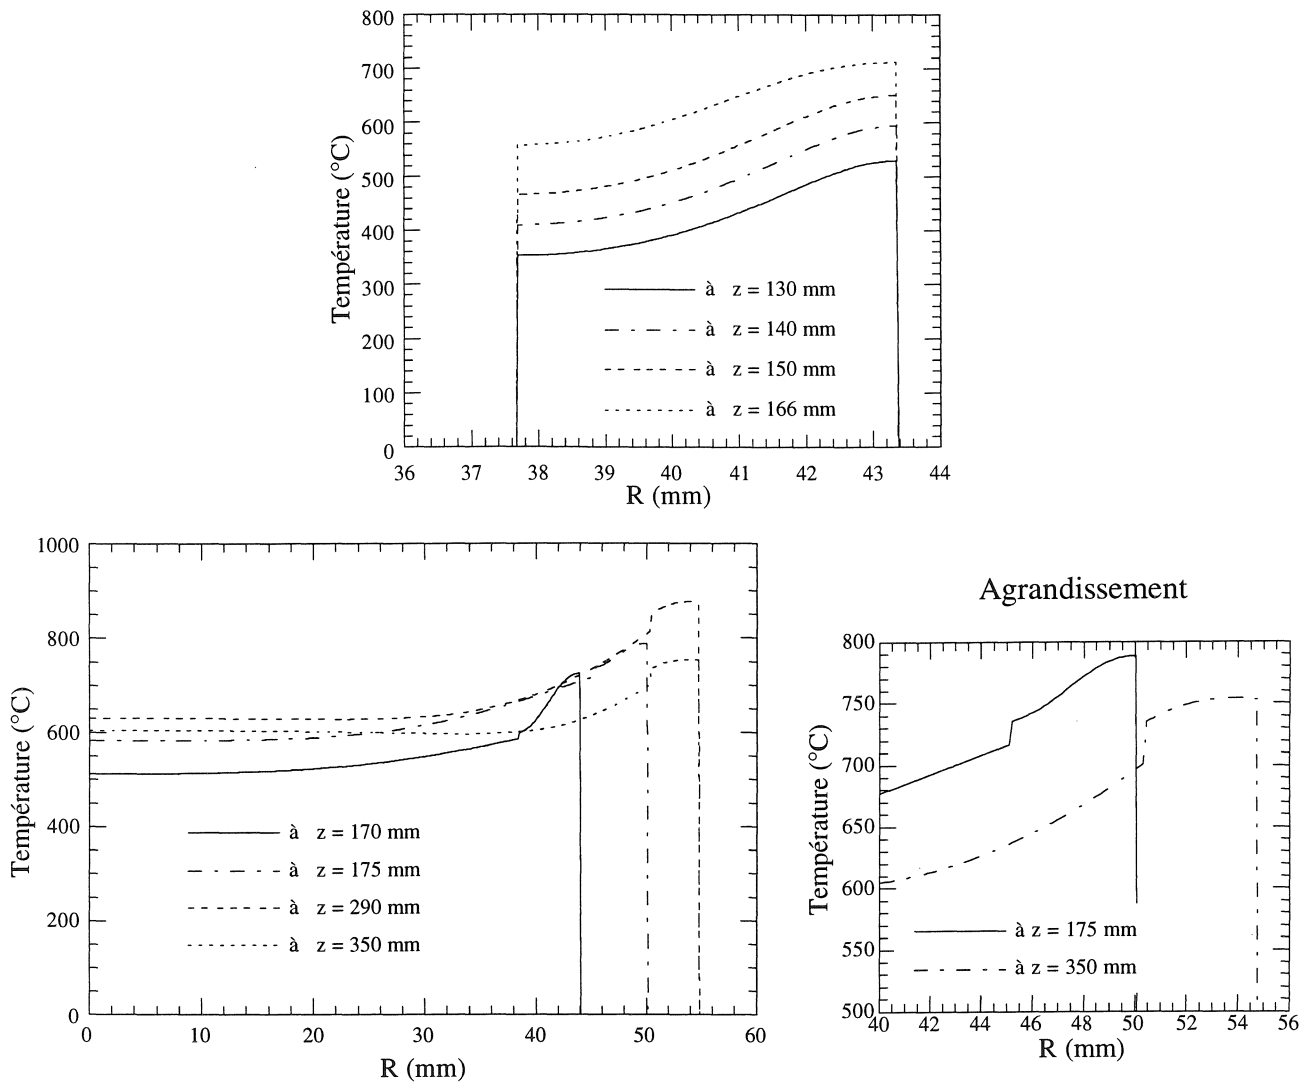 800
700
600
500
400
300
200
100
0
Température (°C)
à z = 130 mm
à z = 140 mm
à z = 150 mm
à z = 166 mm
36 37 38 39 40 41 42 43 44
R (mm)
1000
800
600
400
200
0
Température (°C)
à z = 170 mm
à z = 175 mm
à z = 290 mm
à z = 350 mm
0 10 20 30 40 50 60
R (mm)
Agrandissement
800
750
700
650
600
550
500
Température (°C)
à z = 175 mm
à z = 350 mm
40 42 44 46 48 50 52 54 56
R (mm)